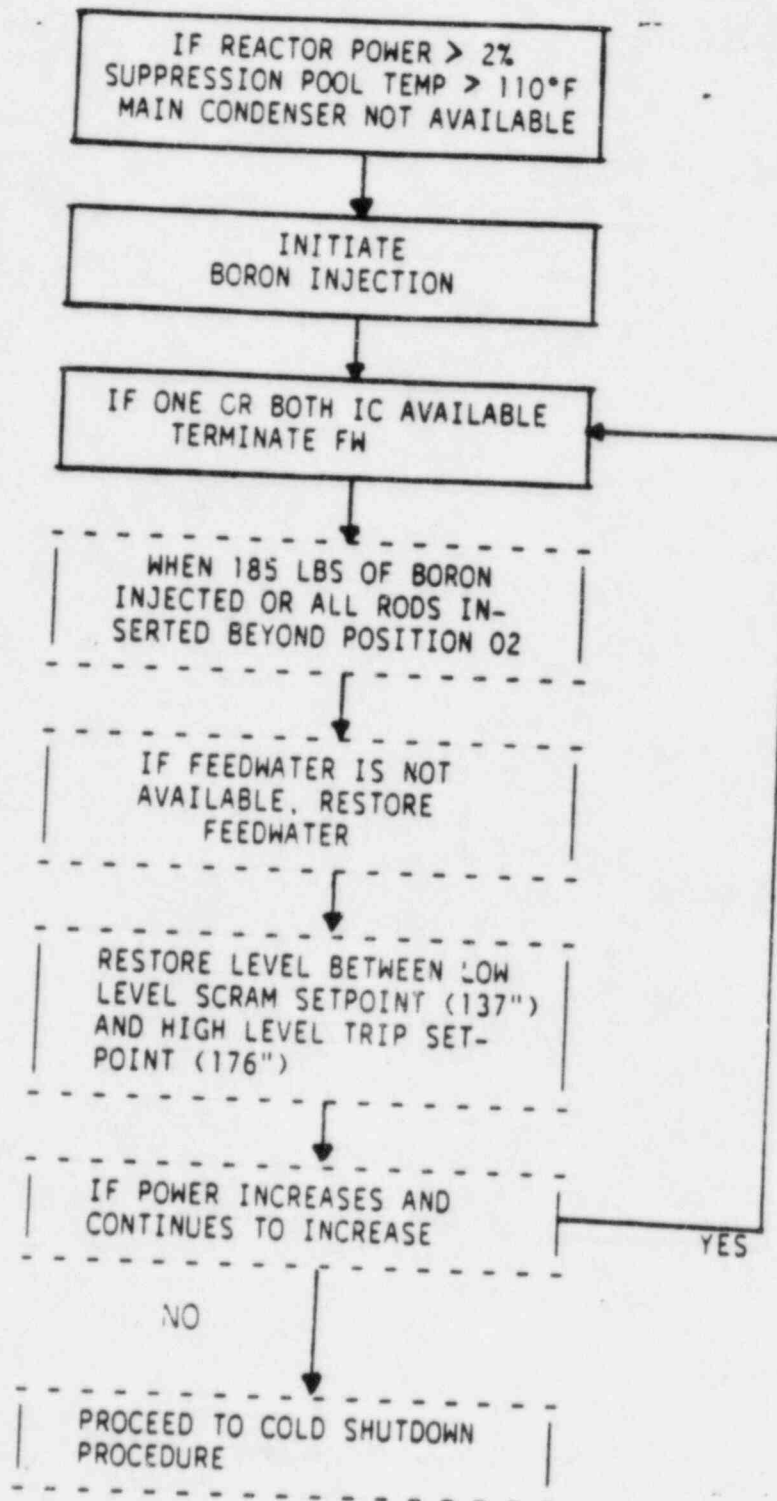 IF REACTOR POWER > 2%
SUPPRESSION POOL TEMP > 110°F
MAIN CONDENSER NOT AVAILABLE
INITIATE
BORON INJECTION
IF ONE OR BOTH IC AVAILABLE
TERMINATE FW
WHEN 185 LBS OF BORON
INJECTED OR ALL RODS IN-
SERTED BEYOND POSITION 02
IF FEEDWATER IS NOT
AVAILABLE, RESTORE
FEEDWATER
RESTORE LEVEL BETWEEN LOW
LEVEL SCRAM SETPOINT (137")
AND HIGH LEVEL TRIP SET-
POINT (176")
IF POWER INCREASES AND
CONTINUES TO INCREASE
YES
NO
PROCEED TO COLD SHUTDOWN
PROCEDURE